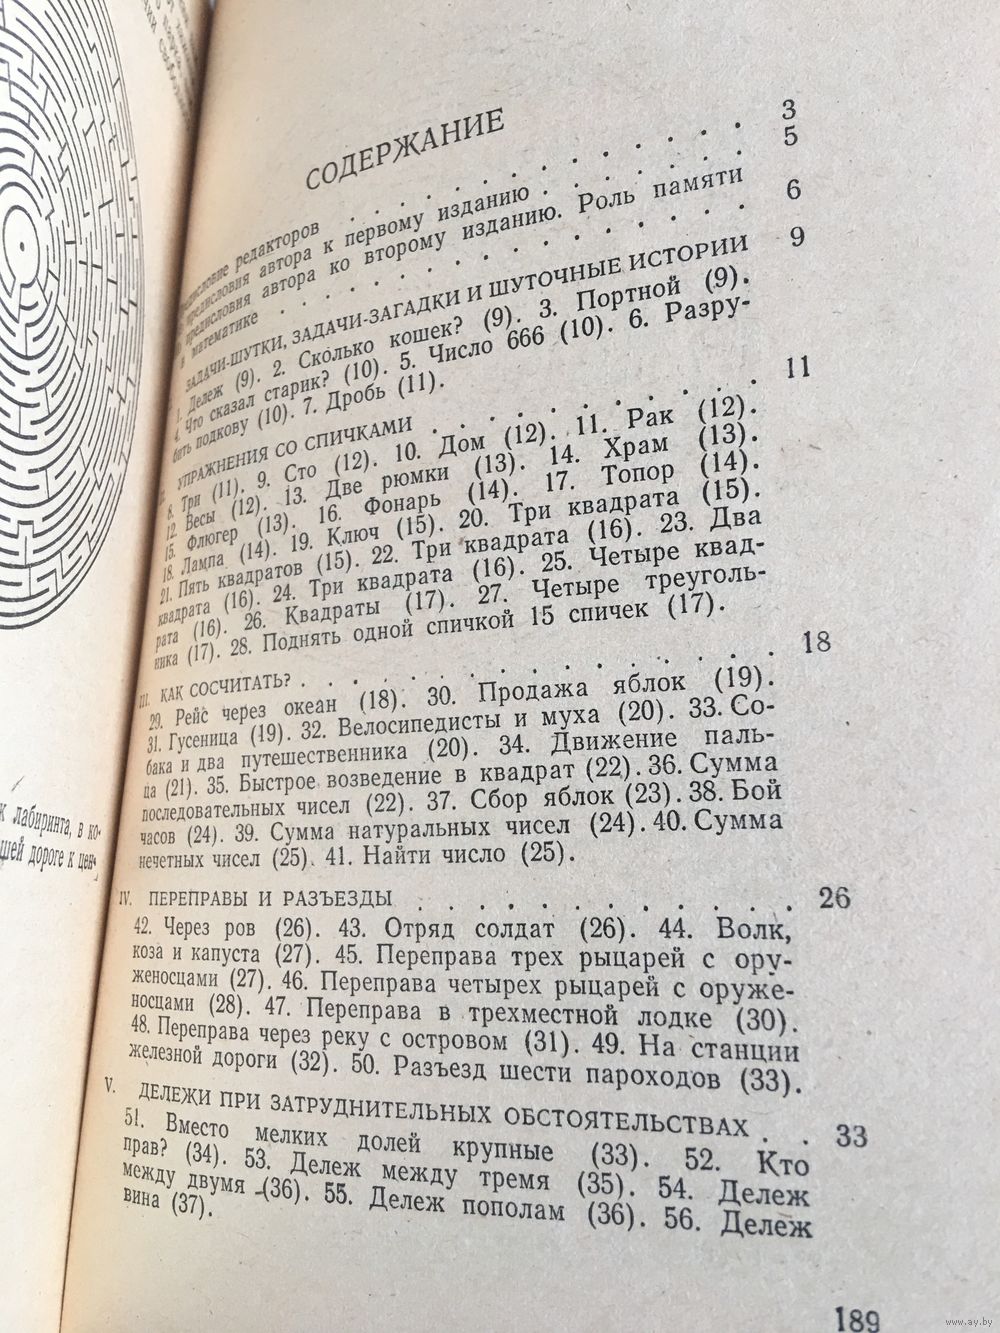 к лабиринта, в ко-
шей дороге к цен-
СОДЕРЖАНИЕ
редисловие редакторов . . . . . . . . . . . 3
предисловия автора к первому изданию . . . . . . 5
предисловия автора ко второму изданию. Роль памяти
в математике . . . . . . . . . . . . . . 6
ЗАДАЧИ-ШУТКИ, ЗАДАЧИ-ЗАГАДКИ И ШУТОЧНЫЕ ИСТОРИИ 9
1. Дележ (9). 2. Сколько кошек? (9). 3. Портной (9).
4. Что сказал старик? (10). 5. Число 666 (10). 6. Разру-
бить подкову (10). 7. Дробь (11).
II. УПРАЖНЕНИЯ СО СПИЧКАМИ . . . . . . . . . . 11
8. Три (11). 9. Сто (12). 10. Дом (12). 11. Рак (12).
12. Весы (12). 13. Две рюмки (13). 14. Храм (13).
15. Флюгер (13). 16. Фонарь (14). 17. Топор (14).
18. Лампа (14). 19. Ключ (15). 20. Три квадрата (15).
21. Пять квадратов (15). 22. Три квадрата (16). 23. Два
квадрата (16). 24. Три квадрата (16). 25. Четыре квад-
рата (16). 26. Квадраты (17). 27. Четыре треуголь-
ника (17). 28. Поднять одной спичкой 15 спичек (17).
III. КАК СОСЧИТАТЬ? . . . . . . . . . . . . . . 18
29. Рейс через океан (18). 30. Продажа яблок (19).
31. Гусеница (19). 32. Велосипедисты и муха (20). 33. Со-
бака и два путешественника (20). 34. Движение паль-
ца (21). 35. Быстрое возведение в квадрат (22). 36. Сумма
последовательных чисел (22). 37. Сбор яблок (23). 38. Бой
часов (24). 39. Сумма натуральных чисел (24). 40. Сумма
нечетных чисел (25). 41. Найти число (25).
IV. ПЕРЕПРАВЫ И РАЗЪЕЗДЫ . . . . . . . . . . . . 26
42. Через ров (26). 43. Отряд солдат (26). 44. Волк,
коза и капуста (27). 45. Переправа трех рыцарей с ору-
женосцами (27). 46. Переправа четырех рыцарей с оруже-
носцами (28). 47. Переправа в трехместной лодке (30).
48. Переправа через реку с островом (31). 49. На станции
железной дороги (32). 50. Разъезд шести пароходов (33).
V. ДЕЛЕЖИ ПРИ ЗАТРУДНИТЕЛЬНЫХ ОБСТОЯТЕЛЬСТВАХ . . 33
51. Вместо мелких долей крупные (33). 52. Кто
прав? (34). 53. Дележ между тремя (35). 54. Дележ
между двумя (36). 55. Дележ пополам (36). 56. Дележ
вина (37).
189
www.ay.by